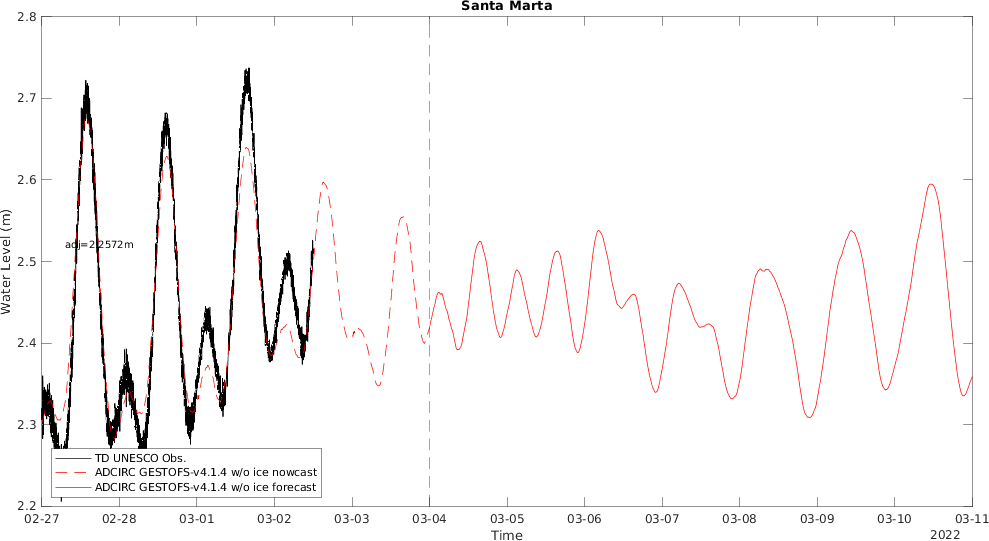 Santa Marta
2.8
2.7
2.6
2.5
2.4
2.3
2.2
Water Level (m)
adj=2.2572m
TD UNESCO Obs.
ADCIRC GESTOFS-v4.1.4 w/o ice nowcast
ADCIRC GESTOFS-v4.1.4 w/o ice forecast
02-27 02-28 03-01 03-02 03-03 03-04 03-05 03-06 03-07 03-08 03-09 03-10 03-11
Time
2022